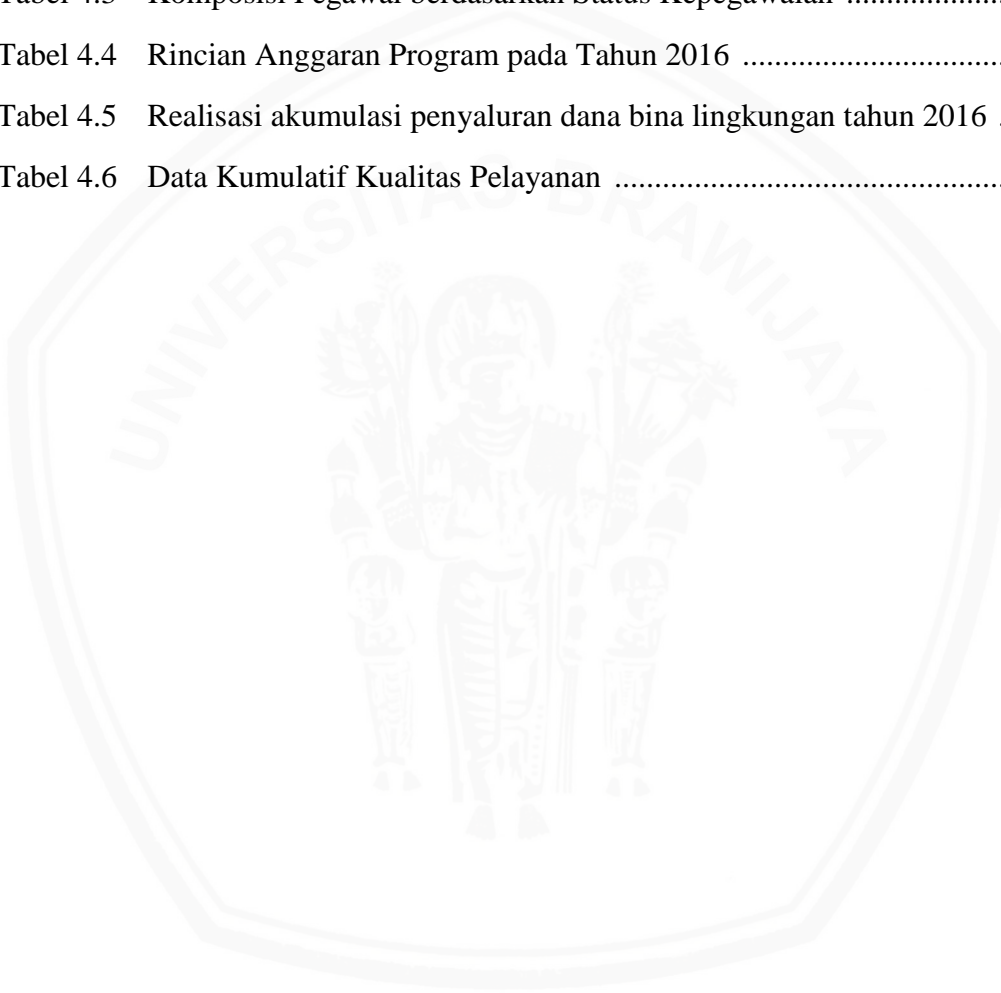 Tabel 4.3 Komposisi Pegawai berdasarkan Status Kepegawaian ....................
Tabel 4.4 Rincian Anggaran Program pada Tahun 2016 .................................
Tabel 4.5 Realisasi akumulasi penyaluran dana bina lingkungan tahun 2016 .
Tabel 4.6 Data Kumulatif Kualitas Pelayanan .................................................
UNIVERSITAS BRAWIJAYA